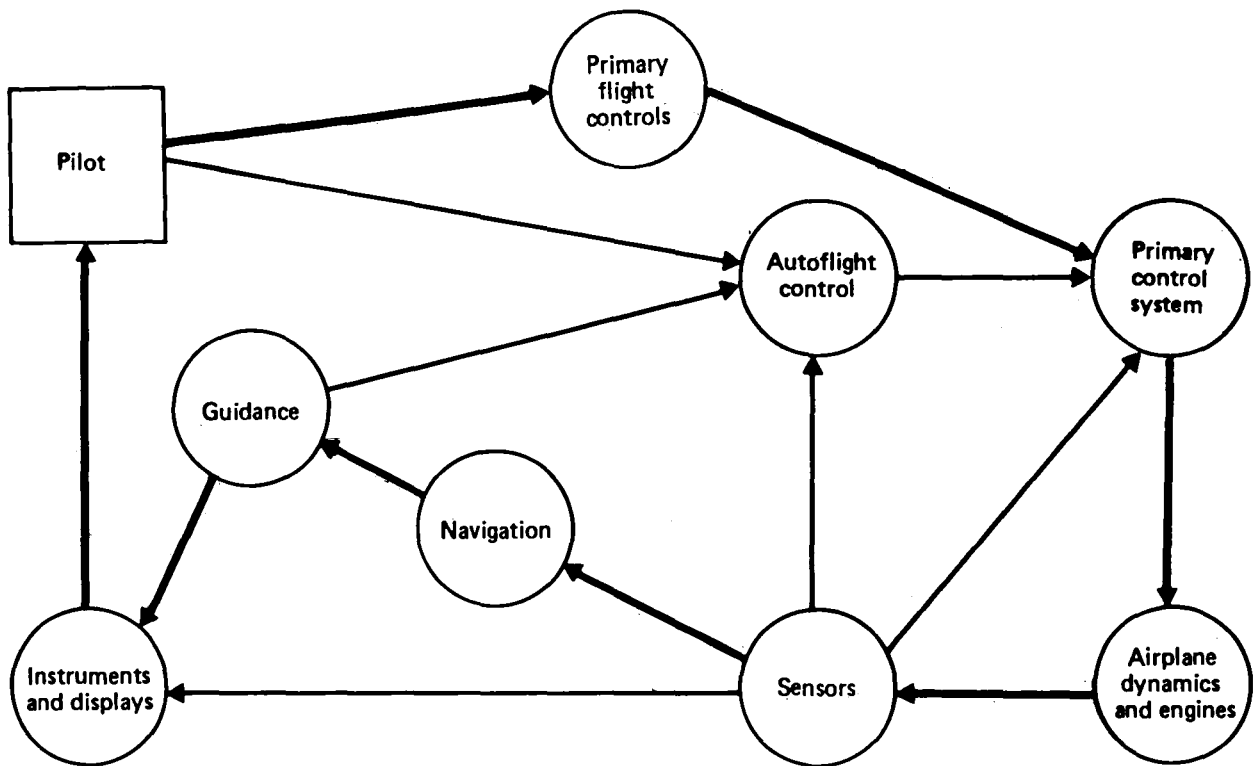 Primary
flight
controls
Pilot
Autoflight
control
Primary
control
system
Guidance
Navigation
Instruments
and displays
Sensors
Airplane
dynamics
and engines